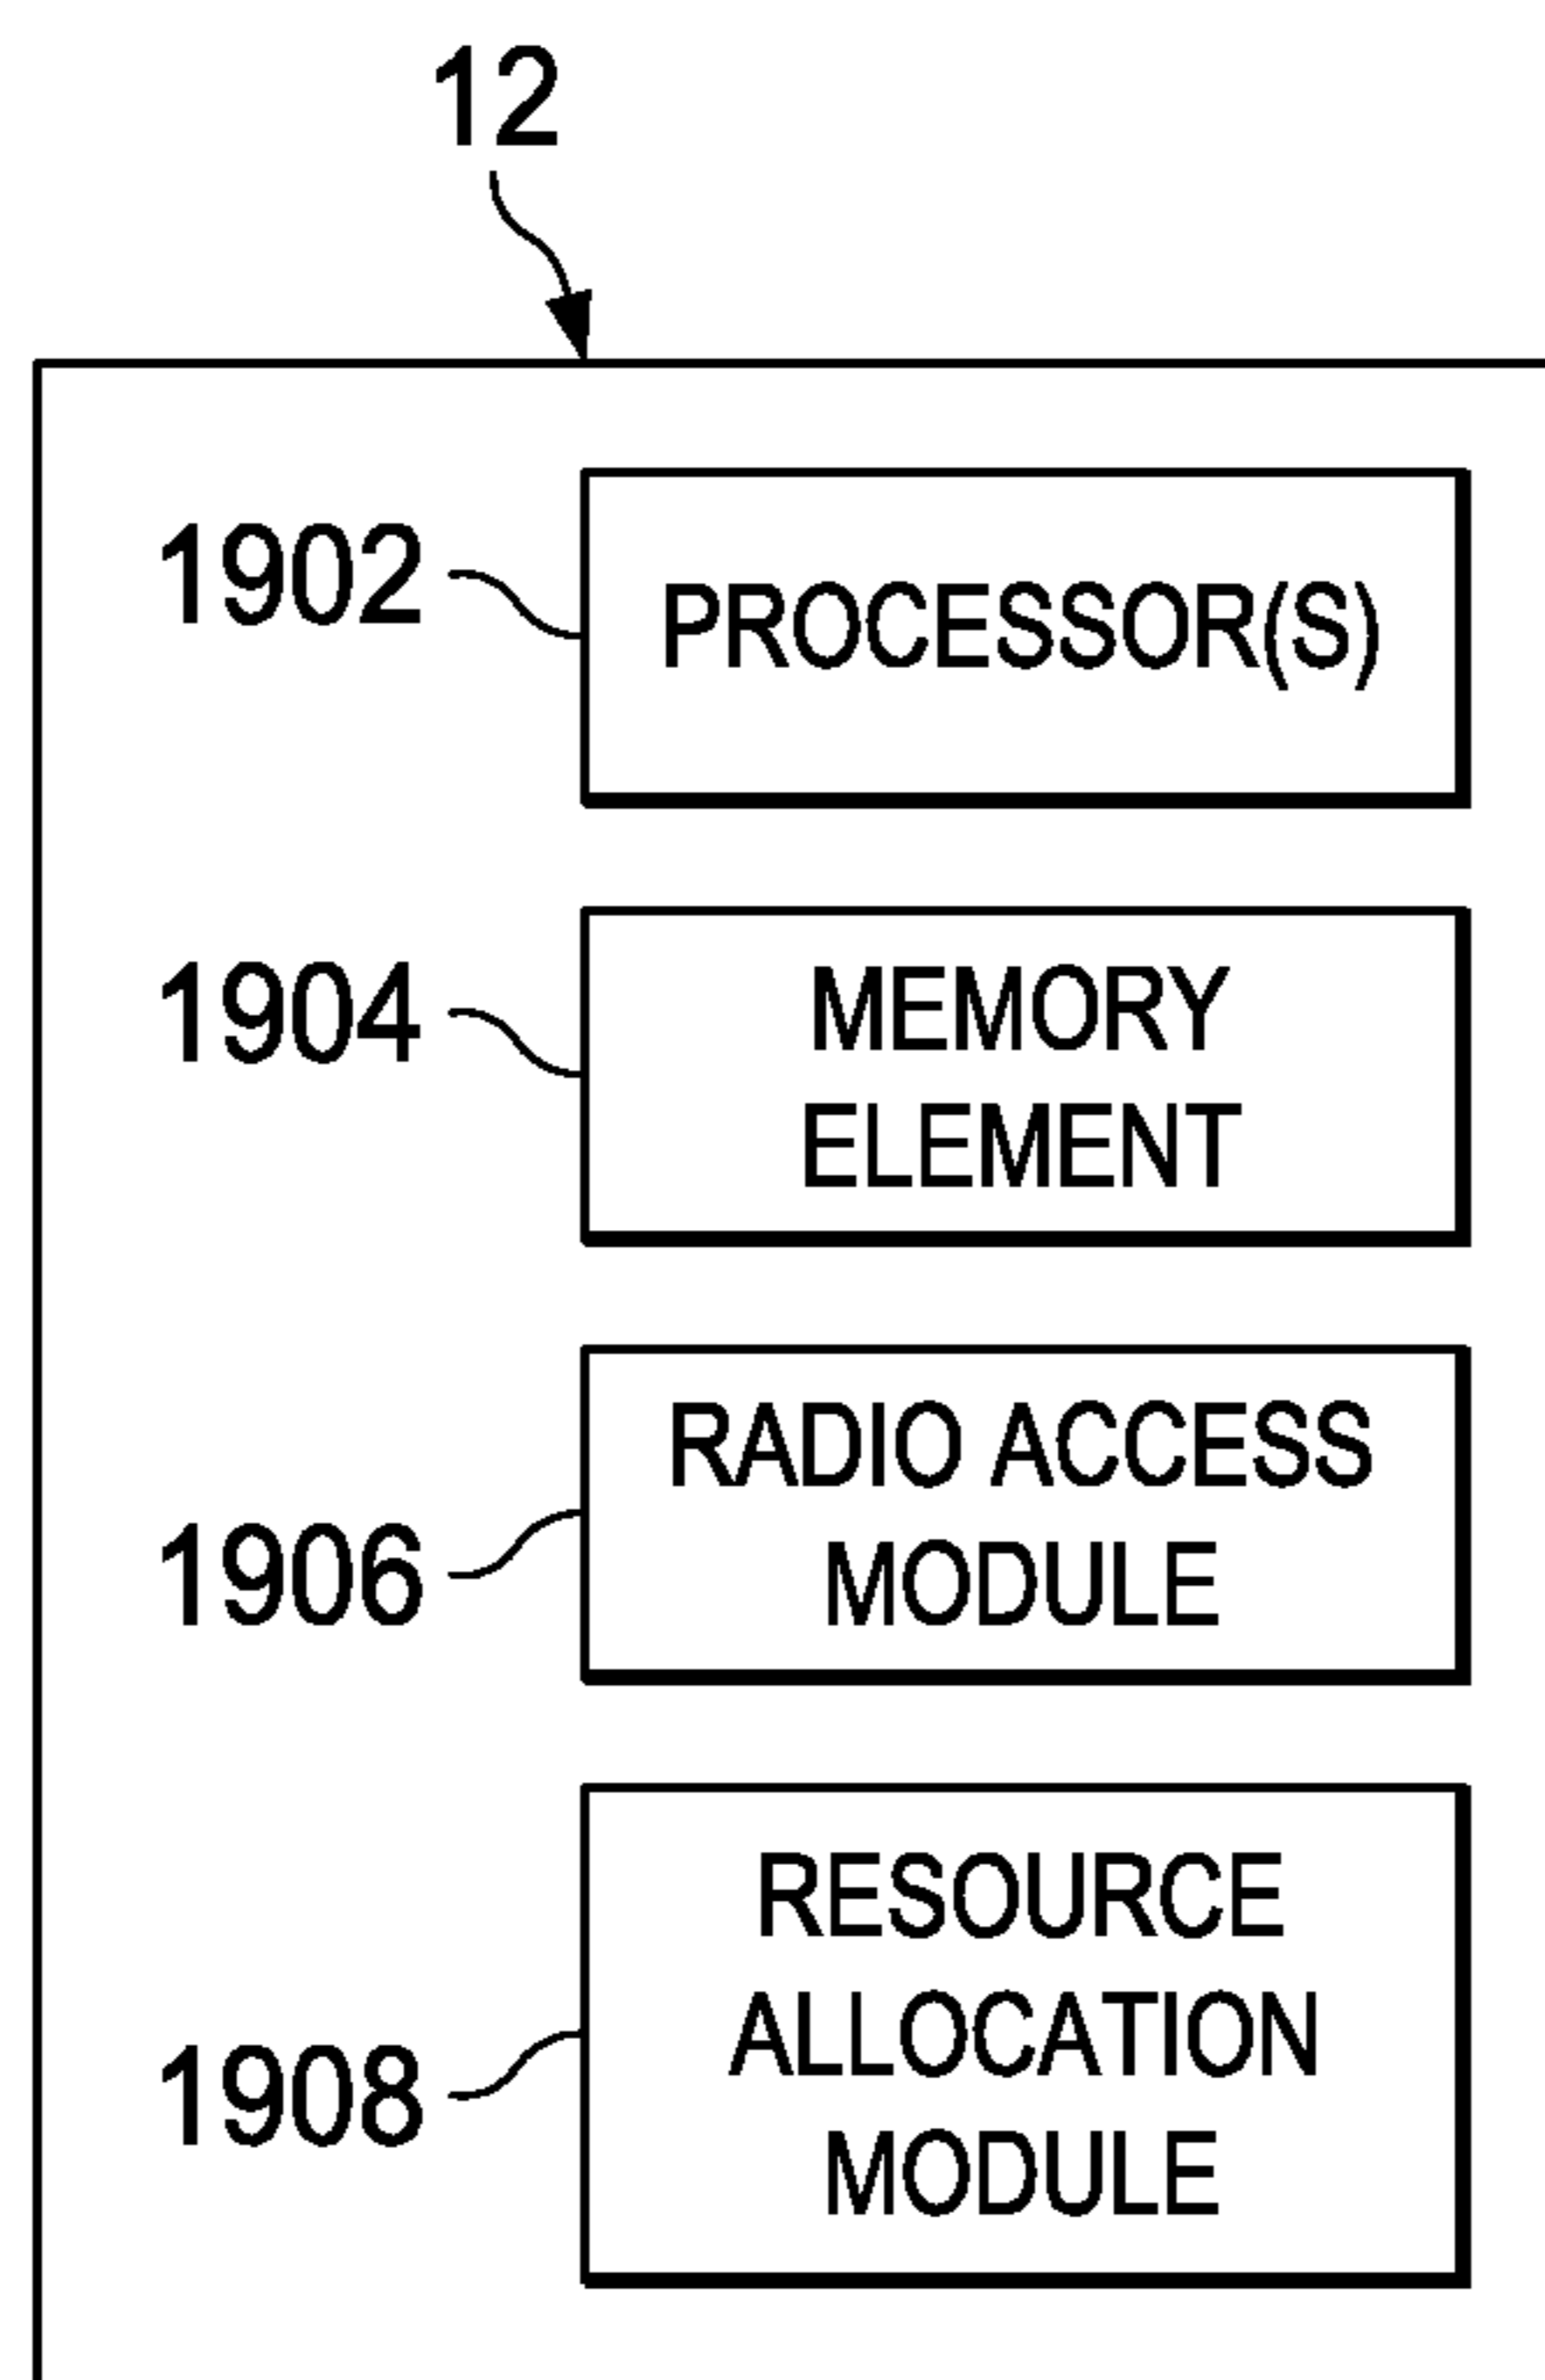 12
1902
PROCESSOR(S)
1904
MEMORY
ELEMENT
1906
RADIO ACCESS
MODULE
1908
RESOURCE
ALLOCATION
MODULE